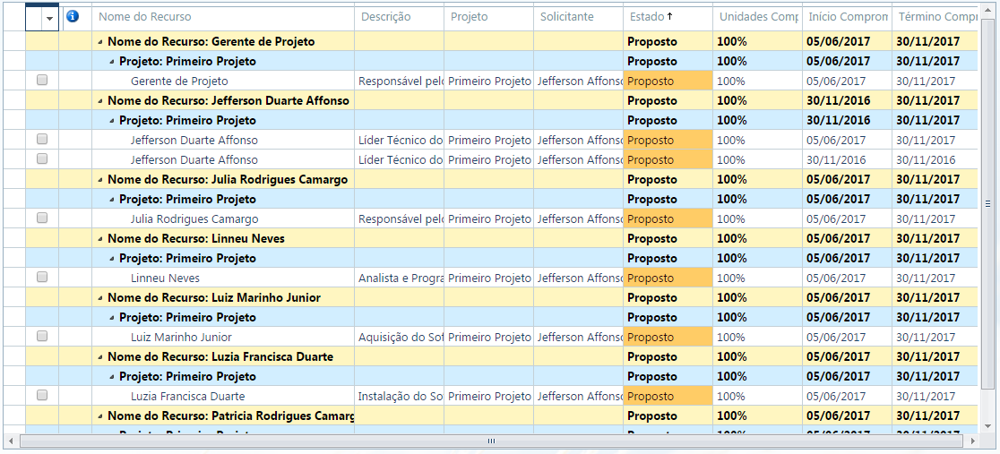 Nome do Recurso Descrição Projeto Solicitante Estado Unidades Comp Início Comprom Término Compr
Nome do Recurso: Gerente de Projeto Proposto 100% 05/06/2017 30/11/2017
Projeto: Primeiro Projeto Proposto 100% 05/06/2017 30/11/2017
Gerente de Projeto Responsável pelo Primeiro Projeto Jefferson Affonso Proposto 100% 05/06/2017 30/11/2017
Nome do Recurso: Jefferson Duarte Affonso Proposto 100% 30/11/2016 30/11/2017
Projeto: Primeiro Projeto Proposto 100% 30/11/2016 30/11/2017
Jefferson Duarte Affonso Líder Técnico do Primeiro Projeto Jefferson Affonso Proposto 100% 05/06/2017 30/11/2017
Jefferson Duarte Affonso Líder Técnico do Primeiro Projeto Jefferson Affonso Proposto 100% 30/11/2016 30/11/2016
Nome do Recurso: Julia Rodrigues Camargo Proposto 100% 05/06/2017 30/11/2017
Projeto: Primeiro Projeto Proposto 100% 05/06/2017 30/11/2017
Julia Rodrigues Camargo Responsável pelo Primeiro Projeto Jefferson Affonso Proposto 100% 05/06/2017 30/11/2017
Nome do Recurso: Linneu Neves Proposto 100% 05/06/2017 30/11/2017
Projeto: Primeiro Projeto Proposto 100% 05/06/2017 30/11/2017
Linneu Neves Analista e Progra Primeiro Projeto Jefferson Affonso Proposto 100% 05/06/2017 30/11/2017
Nome do Recurso: Luiz Marinho Junior Proposto 100% 05/06/2017 30/11/2017
Projeto: Primeiro Projeto Proposto 100% 05/06/2017 30/11/2017
Luiz Marinho Junior Aquisição do Sof Primeiro Projeto Jefferson Affonso Proposto 100% 05/06/2017 30/11/2017
Nome do Recurso: Luzia Francisca Duarte Proposto 100% 05/06/2017 30/11/2017
Projeto: Primeiro Projeto Proposto 100% 05/06/2017 30/11/2017
Luzia Francisca Duarte Instalação do So Primeiro Projeto Jefferson Affonso Proposto 100% 05/06/2017 30/11/2017
Nome do Recurso: Patricia Rodrigues Camarg Proposto 100% 05/06/2017 30/11/2017
Projeto: Primeiro Projeto Proposto 100% 05/06/2017 30/11/2017